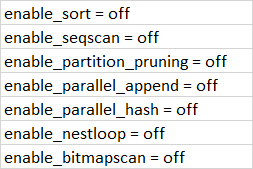 enable_sort = off
enable_seqscan = off
enable_partition_pruning = off
enable_parallel_append = off
enable_parallel_hash = off
enable_nestloop = off
enable_bitmapscan = off